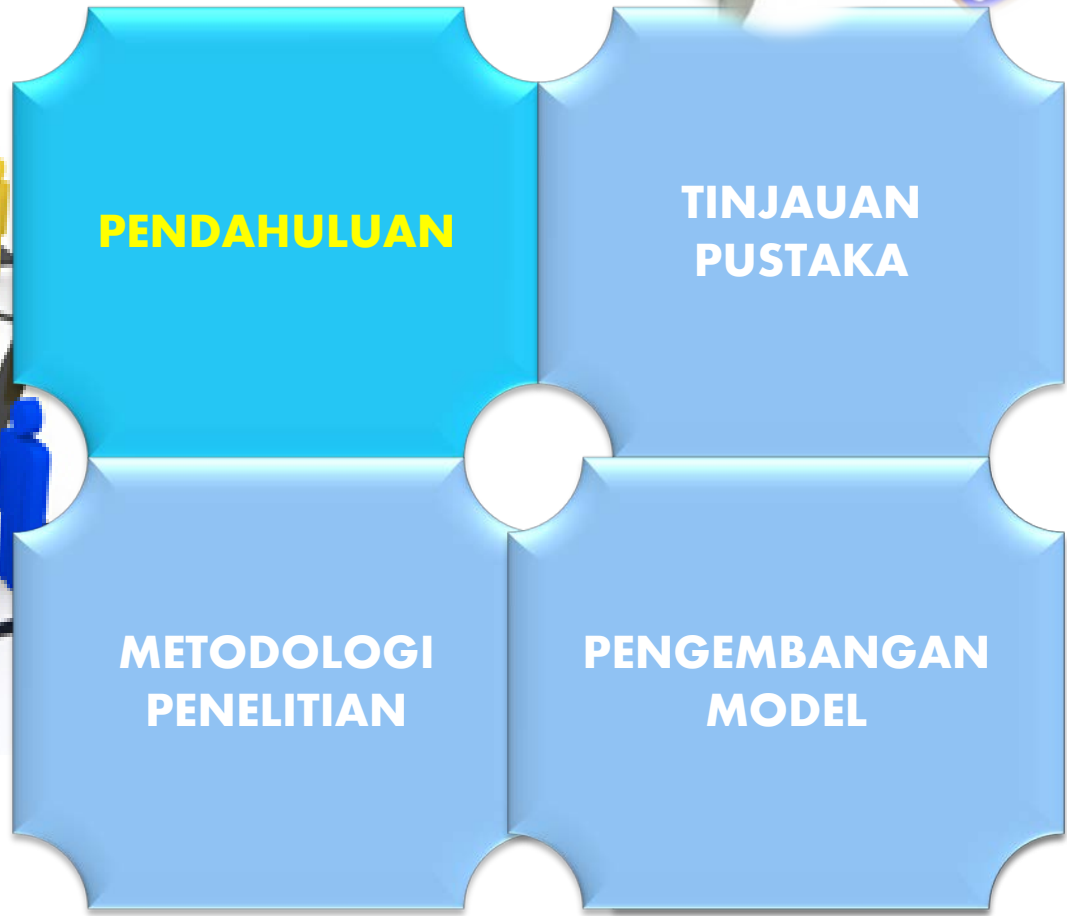 PENDAHULUAN
TINJAUAN
PUSTAKA
METODOLOGI
PENELITIAN
PENGEMBANGAN
MODEL